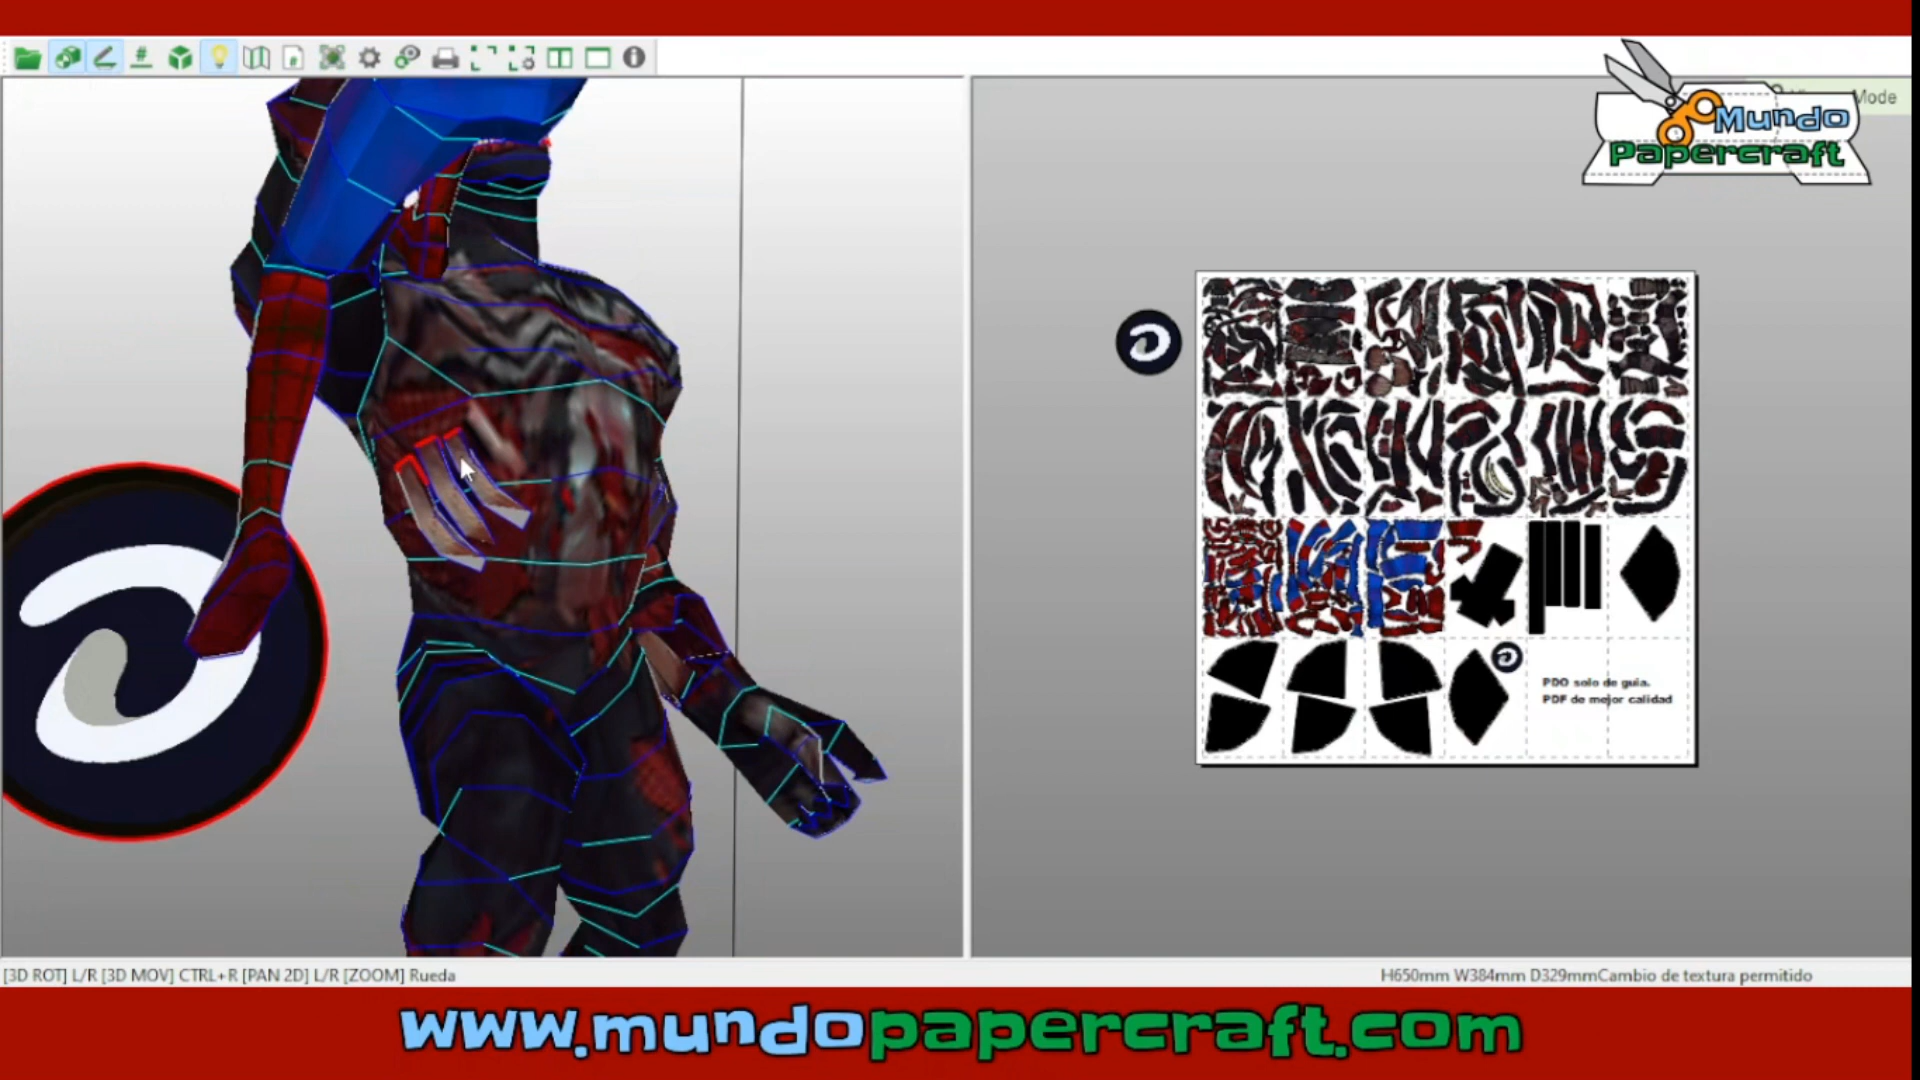 Mode
Mundo
Papercraft
PDO solo de guia.
PDF de mejor calidad
[3D ROT] L/R [3D MOV] CTRL+R [PAN 2D] L/R [ZOOM] Rueda
H650mm W384mm D329mmCambio de textura permitido
www.mundopapercraft.com